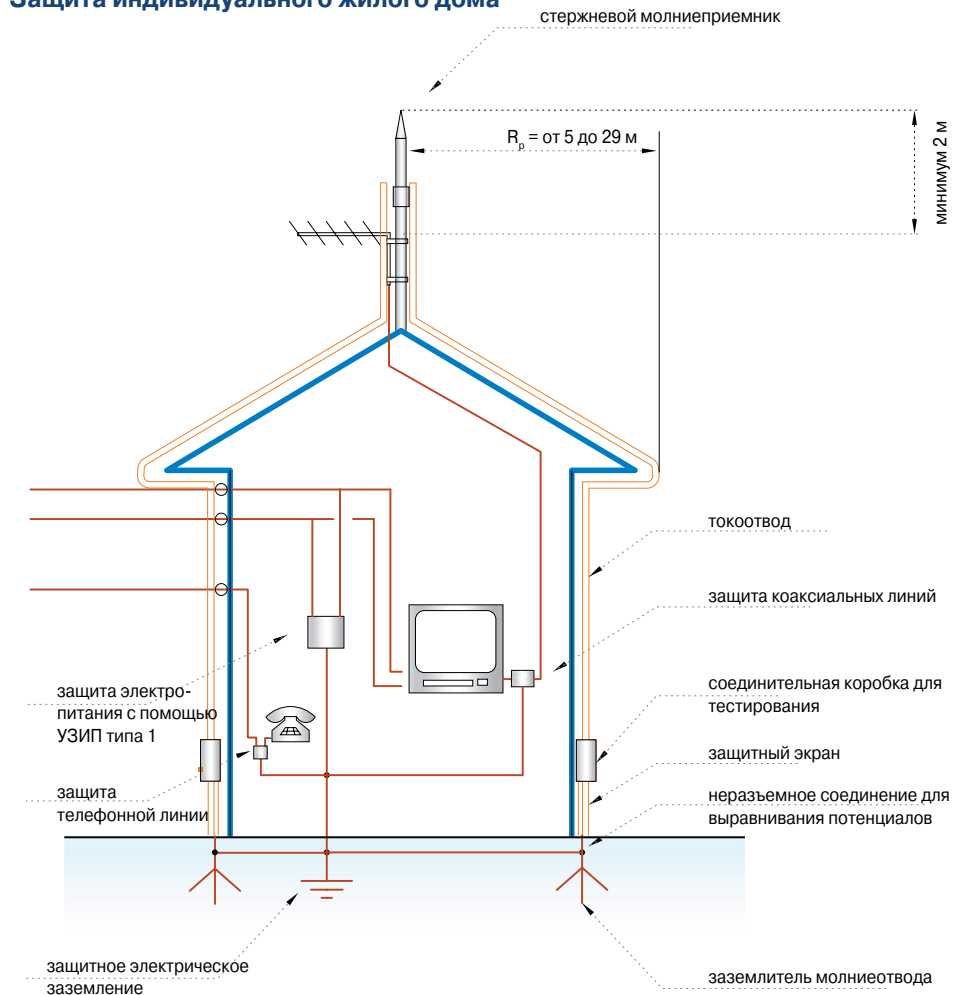 Защита индивидуального жилого дома
стержневой молниеприемник
Rp = от 5 до 29 м
минимум 2 м
токоотвод
защита коаксиальных линий
соединительная коробка для
тестирования
защитный экран
неразъемное соединение для
выравнивания потенциалов
защита электро-
питания с помощью
УЗИП типа 1
защита
телефонной линии
защитное электрическое
заземление
заземлитель молниеотвода